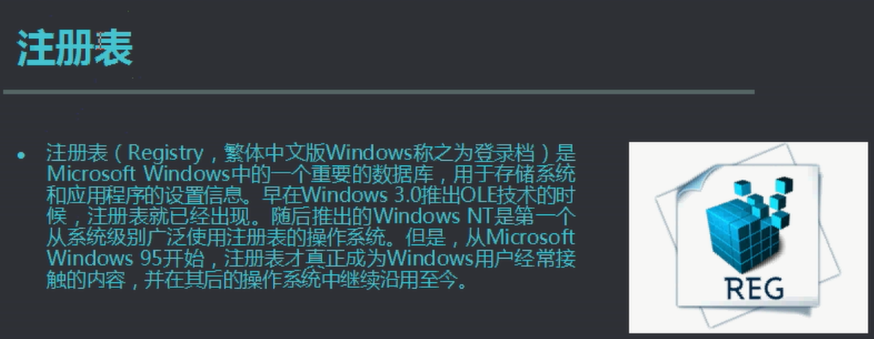 注册表
• 注册表（Registry，繁体中文版Windows称之为登录档）是
Microsoft Windows中的一个重要的数据库，用于存储系统
和应用程序的设置信息。早在Windows 3.0推出OLE技术的时
候，注册表就已经出现。随后推出的Windows NT是第一个
从系统级别广泛使用注册表的操作系统。但是，从Microsoft
Windows 95开始，注册表才真正成为Windows用户经常接
触的内容，并在其后的操作系统中继续沿用至今。
REG